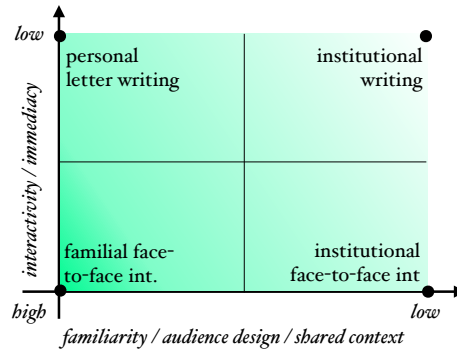 low
personal
letter writing
institutional
writing
interactivity / immediacy
familial face-
to-face int.
institutional
face-to-face int
high
low
familiarity / audience design / shared context